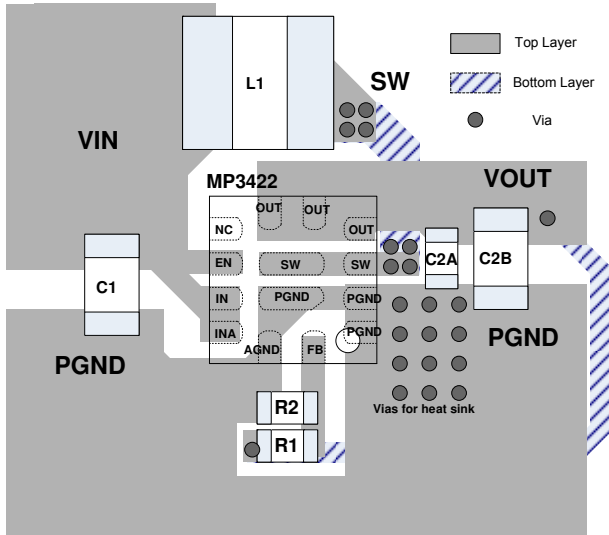 L1
SW
Top Layer
Bottom Layer
Via
VIN
MP3422
VOUT
OUT
OUT
NC
OUT
EN
SW
SW
C2A
C2B
C1
IN
PGND
PGND
INA
PGND
PGND
PGND
AGND
FB
Vias for heat sink
R2
R1